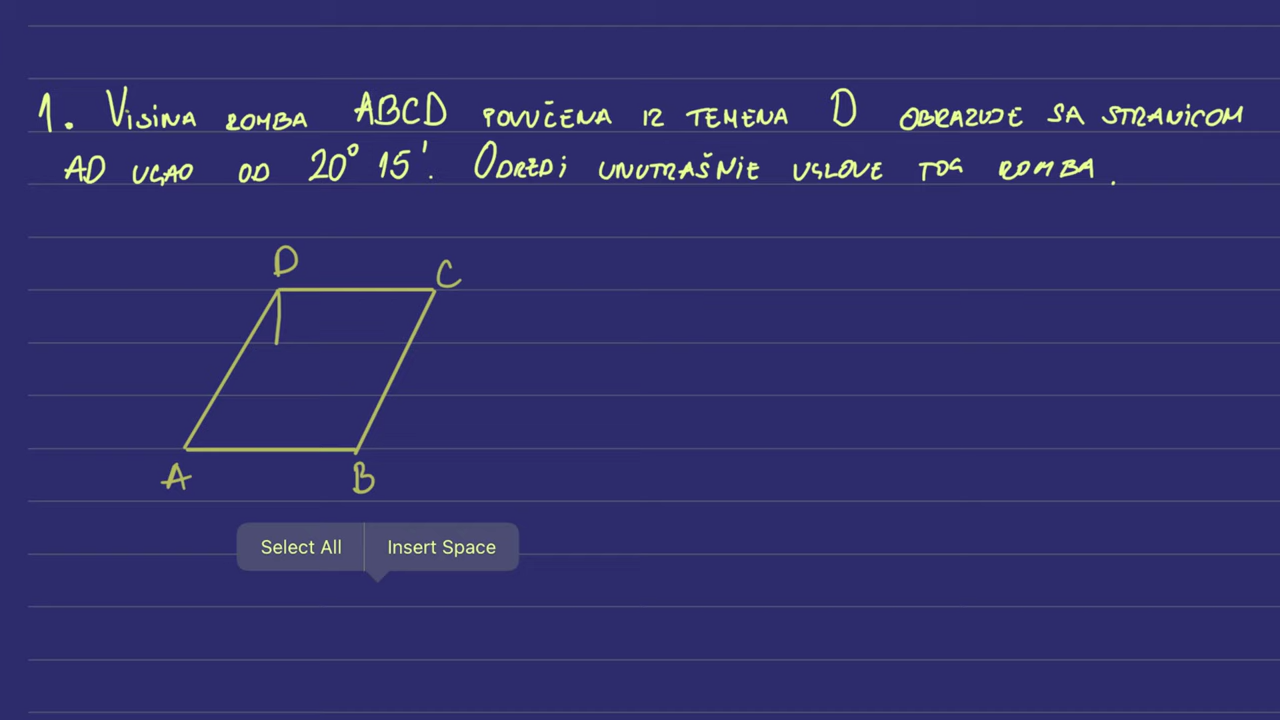 1. Visina romba ABCD povučena iz temena D obrazuje sa stranicom
AD ugao od 20° 15'. Odredi unutrašnje uglove tog romba.
D
C
A
B
Select All
Insert Space